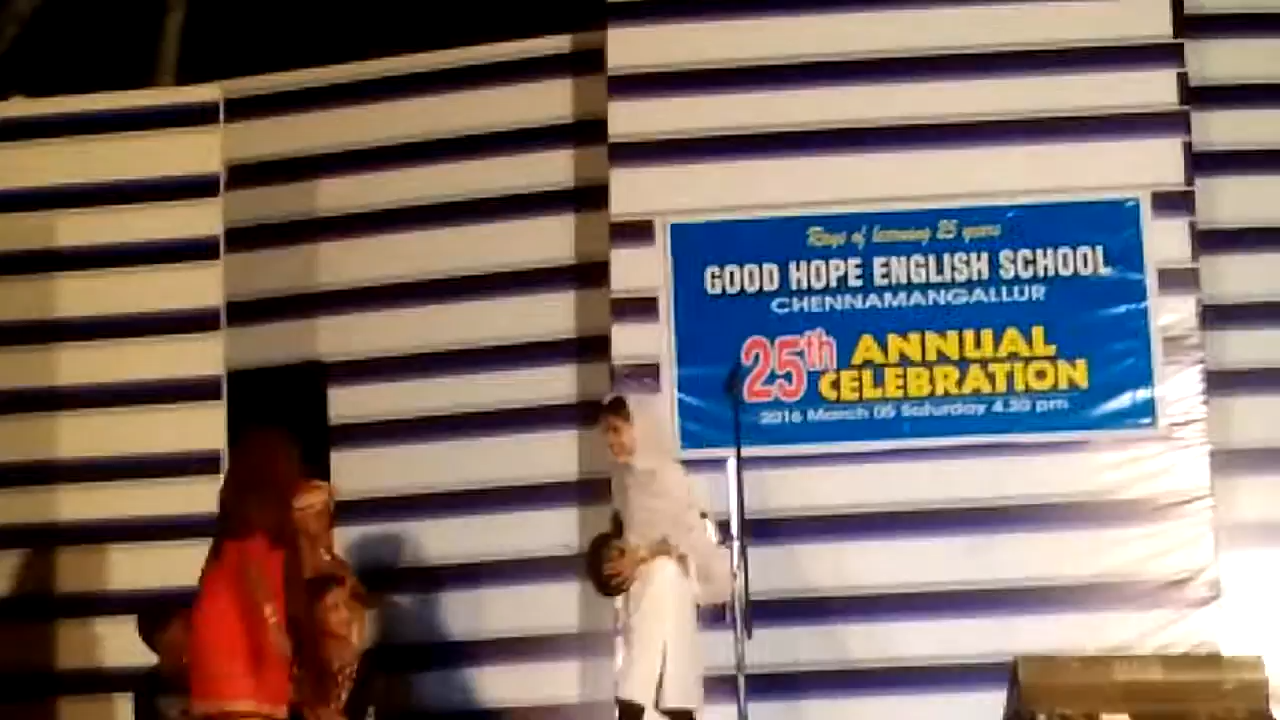 Rays of learning 25 years
GOOD HOPE ENGLISH SCHOOL
CHENNAMANGALLUR
25th ANNUAL
CELEBRATION
2016 March 05 Saturday 4.30 pm